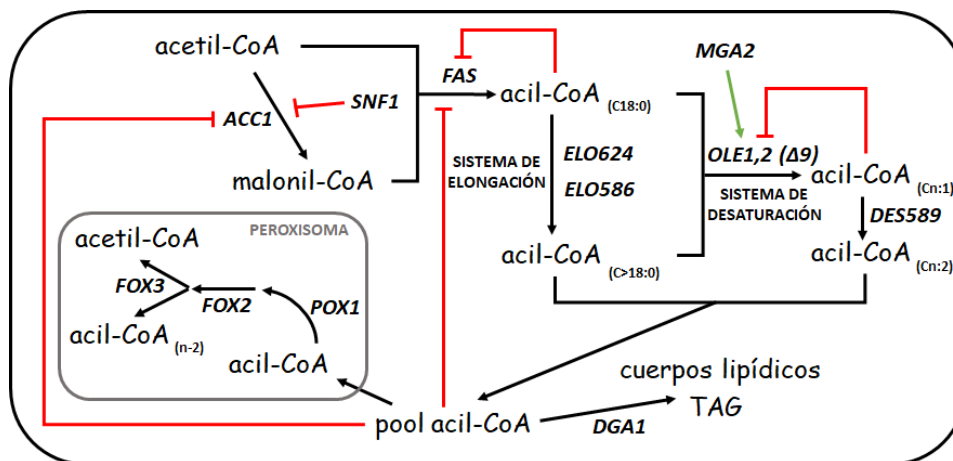 acetil-CoA
FAS
MGA2
SNF1
acil-CoA (C18:0)
ACC1
OLE1,2 (Δ9)
SISTEMA DE
ELONGACIÓN
ELO624
ELO586
malonil-CoA
SISTEMA DE
DESATURACIÓN
acil-CoA (Cn:1)
DES589
PEROXISOMA
acetil-CoA
acil-CoA (C>18:0)
acil-CoA (Cn:2)
FOX3
FOX2
POX1
acil-CoA (n-2)
acil-CoA
cuerpos lipídicos
TAG
pool acil-CoA
DGA1